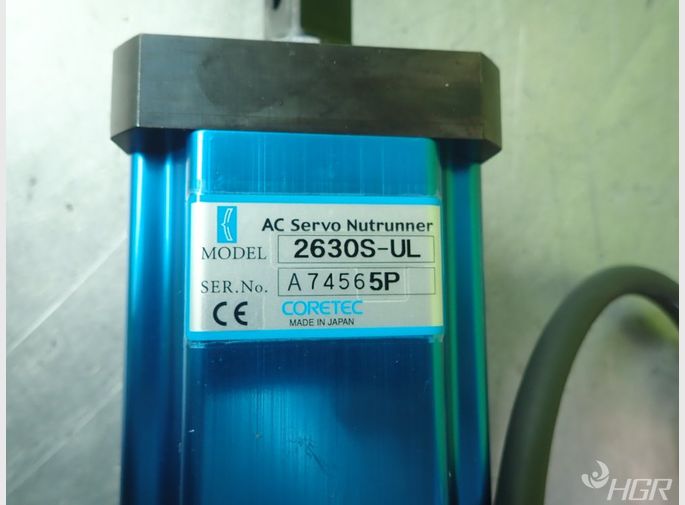 AC Servo Nutrunner
MODEL 2630S-UL
SER.No. A74565P
CE CORETEC
MADE IN JAPAN
HGR